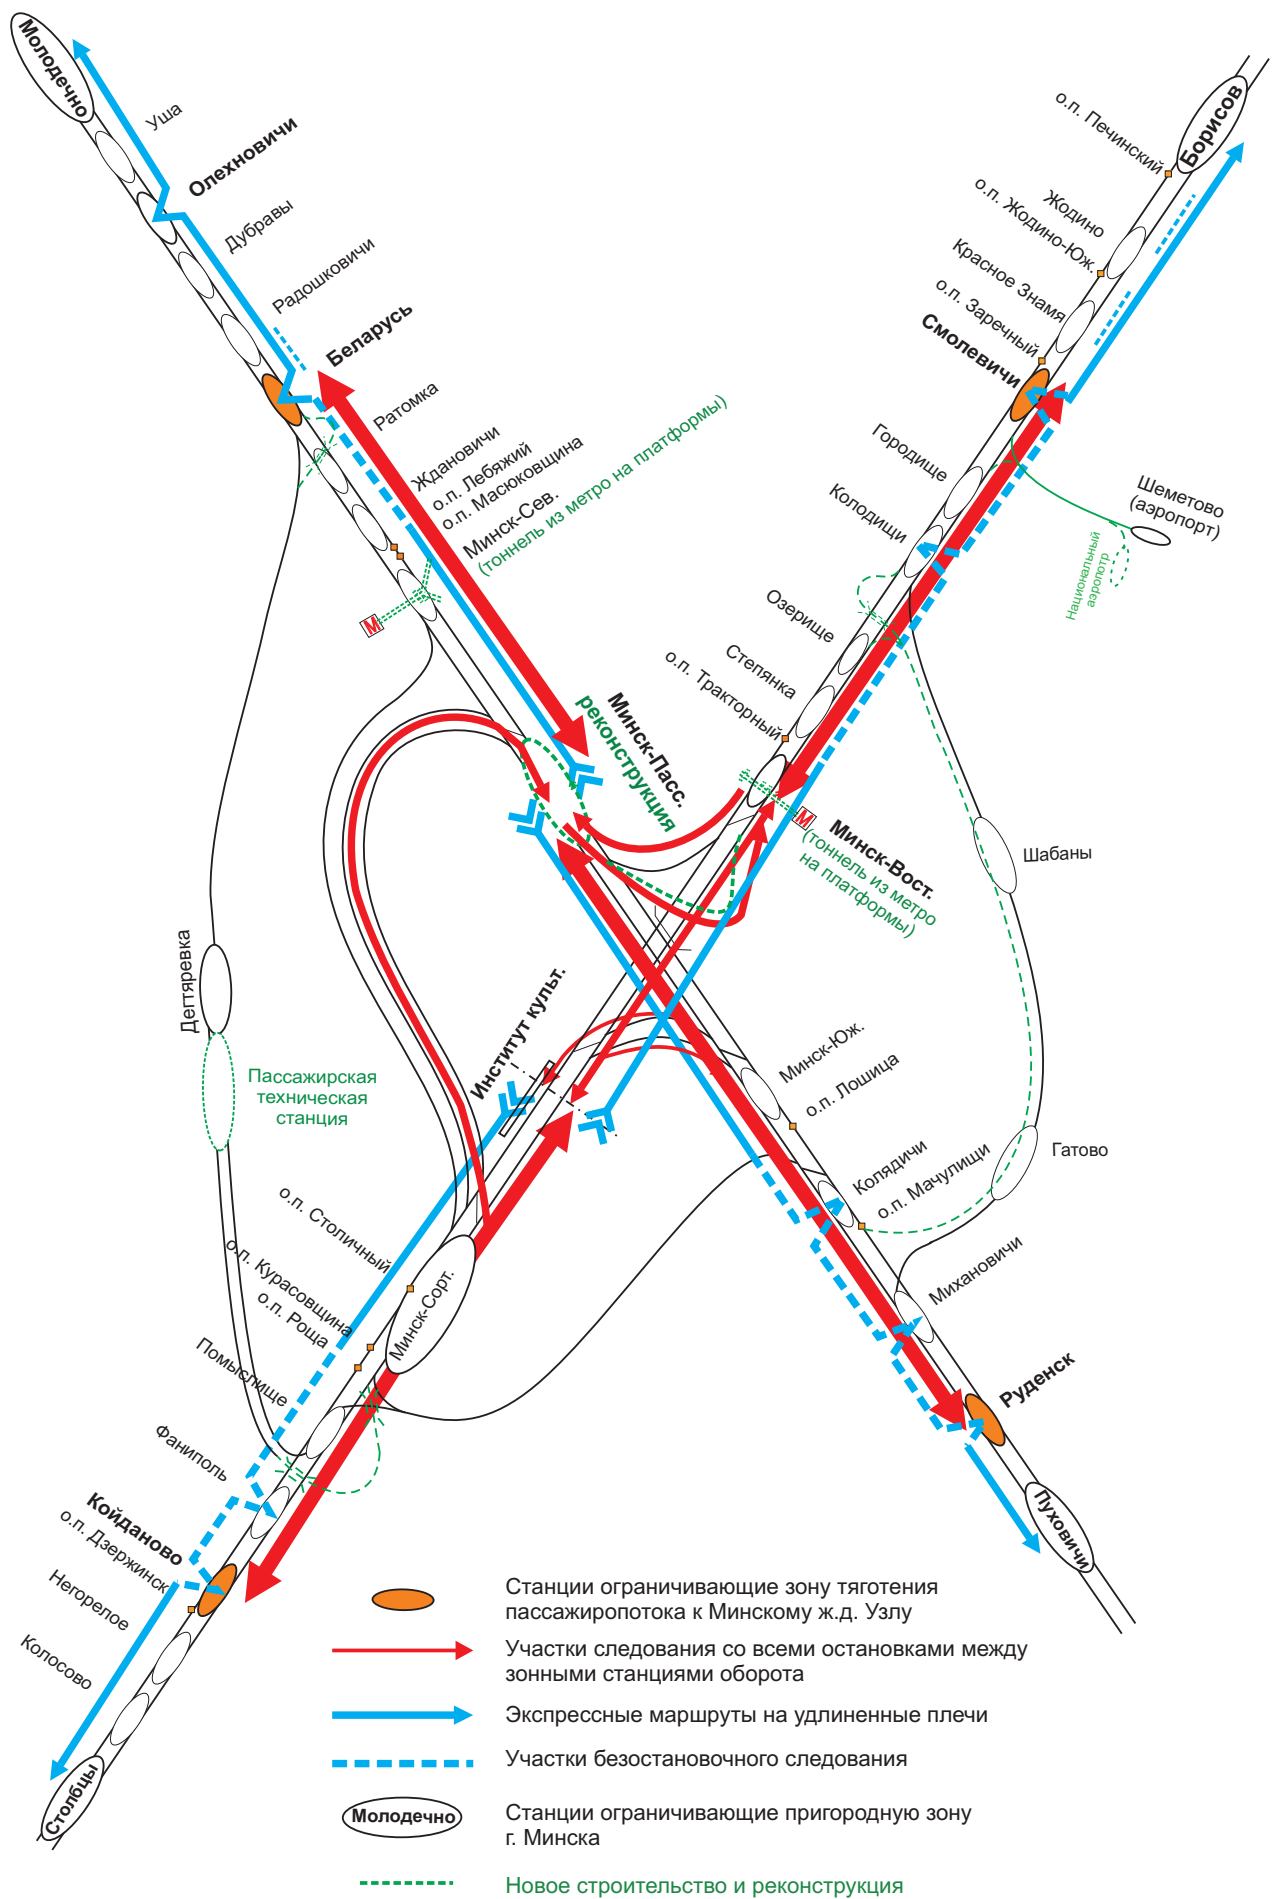 Молодечно
Уша
Олехновичи
Дубравы
Радошковичи
Беларусь
Ратомка
Ждановичи
о.п. Лебяжий
о.п. Масюковщина
Минск-Сев.
(тоннель из метро на платформы)
М
Минск-Пасс.
реконструкция
Борисов
о.п. Печинский
Жодино
о.п. Жодино-Юж.
Красное Знамя
о.п. Заречный
Смолевичи
Городище
Колодищи
Шеметово
(аэропорт)
Национальный
аэропотр
Озерище
Степянка
о.п. Тракторный
М
Минск-Вост.
(тоннель из метро
на платформы)
Шабаны
Дегтяревка
Пассажирская
техническая
станция
Институт культ.
Минск-Юж.
о.п. Лошица
Колядичи
о.п. Мачулищи
Гатово
Михановичи
Руденск
Пуховичи
о.п. Столичный
о.п. Курасовщина
о.п. Роща
Минск-Сорт.
Помыслище
Фаниполь
Койданово
о.п. Дзержинск
Негорелое
Колосово
Столбцы
Станции ограничивающие зону тяготения
пассажиропотока к Минскому ж.д. Узлу
Участки следования со всеми остановками между
зонными станциями оборота
Экспрессные маршруты на удлиненные плечи
Участки безостановочного следования
Молодечно
Станции ограничивающие пригородную зону
г. Минска
Новое строительство и реконструкция